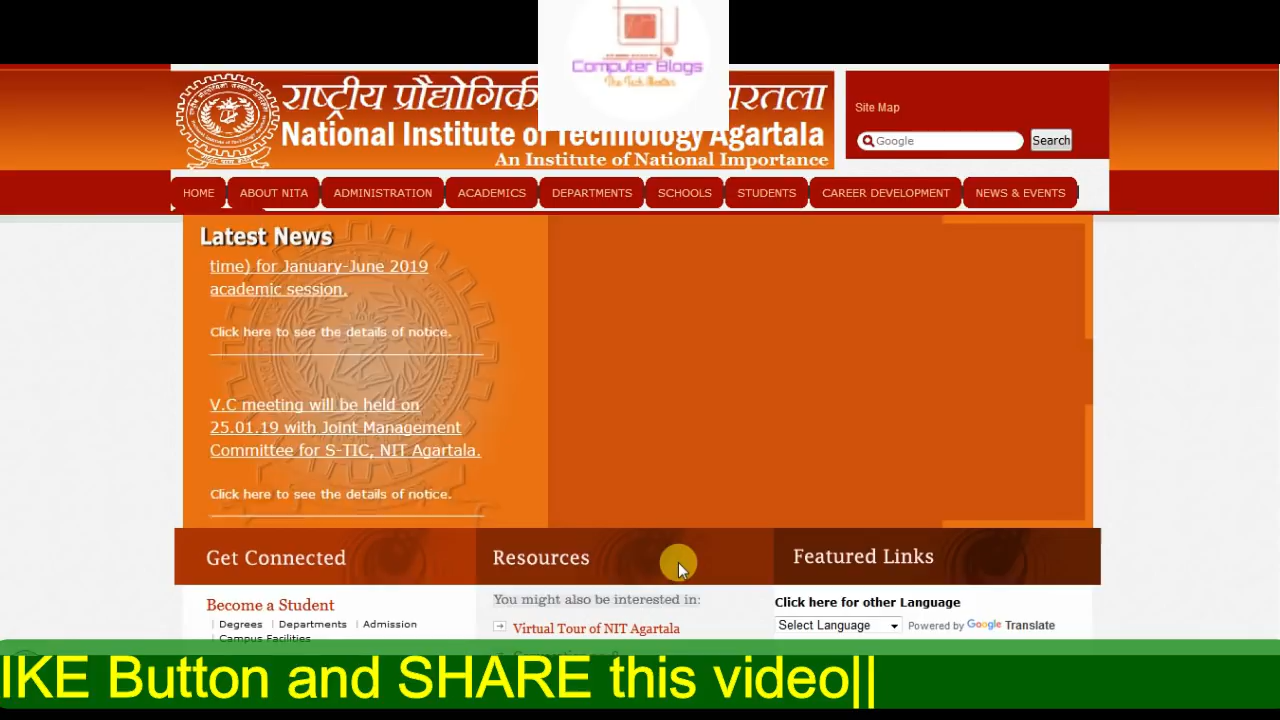 Computer Blogs
The Tech Master
राष्ट्रीय प्रौद्योगिकी
National Institute of Technology Agartala
An Institute of National Importance
Site Map
Google
Search
HOME
ABOUT NITA
ADMINISTRATION
ACADEMICS
DEPARTMENTS
SCHOOLS
STUDENTS
CAREER DEVELOPMENT
NEWS & EVENTS
Latest News
time) for January-June 2019
academic session.
Click here to see the details of notice.
V.C meeting will be held on
25.01.19 with Joint Management
Committee for S-TIC, NIT Agartala.
Click here to see the details of notice.
Get Connected
Resources
Featured Links
Become a Student
Degrees
Departments
Admission
Campus Facilities
You might also be interested in:
Virtual Tour of NIT Agartala
Click here for other Language
Select Language
Powered by Google Translate
IKE Button and SHARE this video||